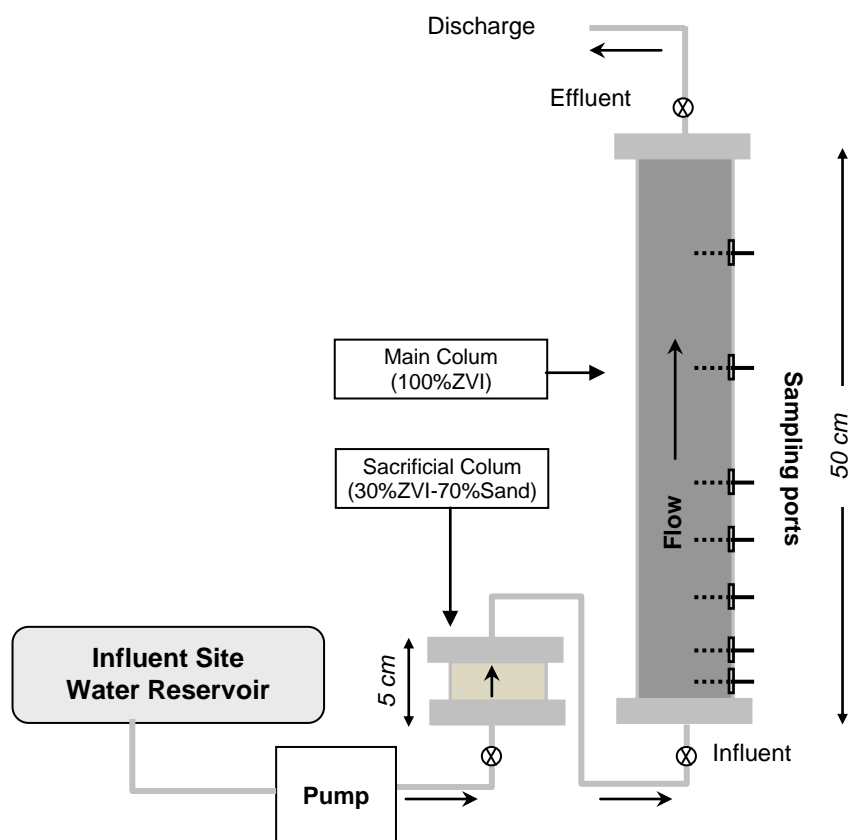 Discharge
Effluent
Main Colum
(100%ZVI)
Sacrificial Colum
(30%ZVI-70%Sand)
Flow
Sampling ports
50 cm
Influent Site
Water Reservoir
5 cm
Influent
Pump